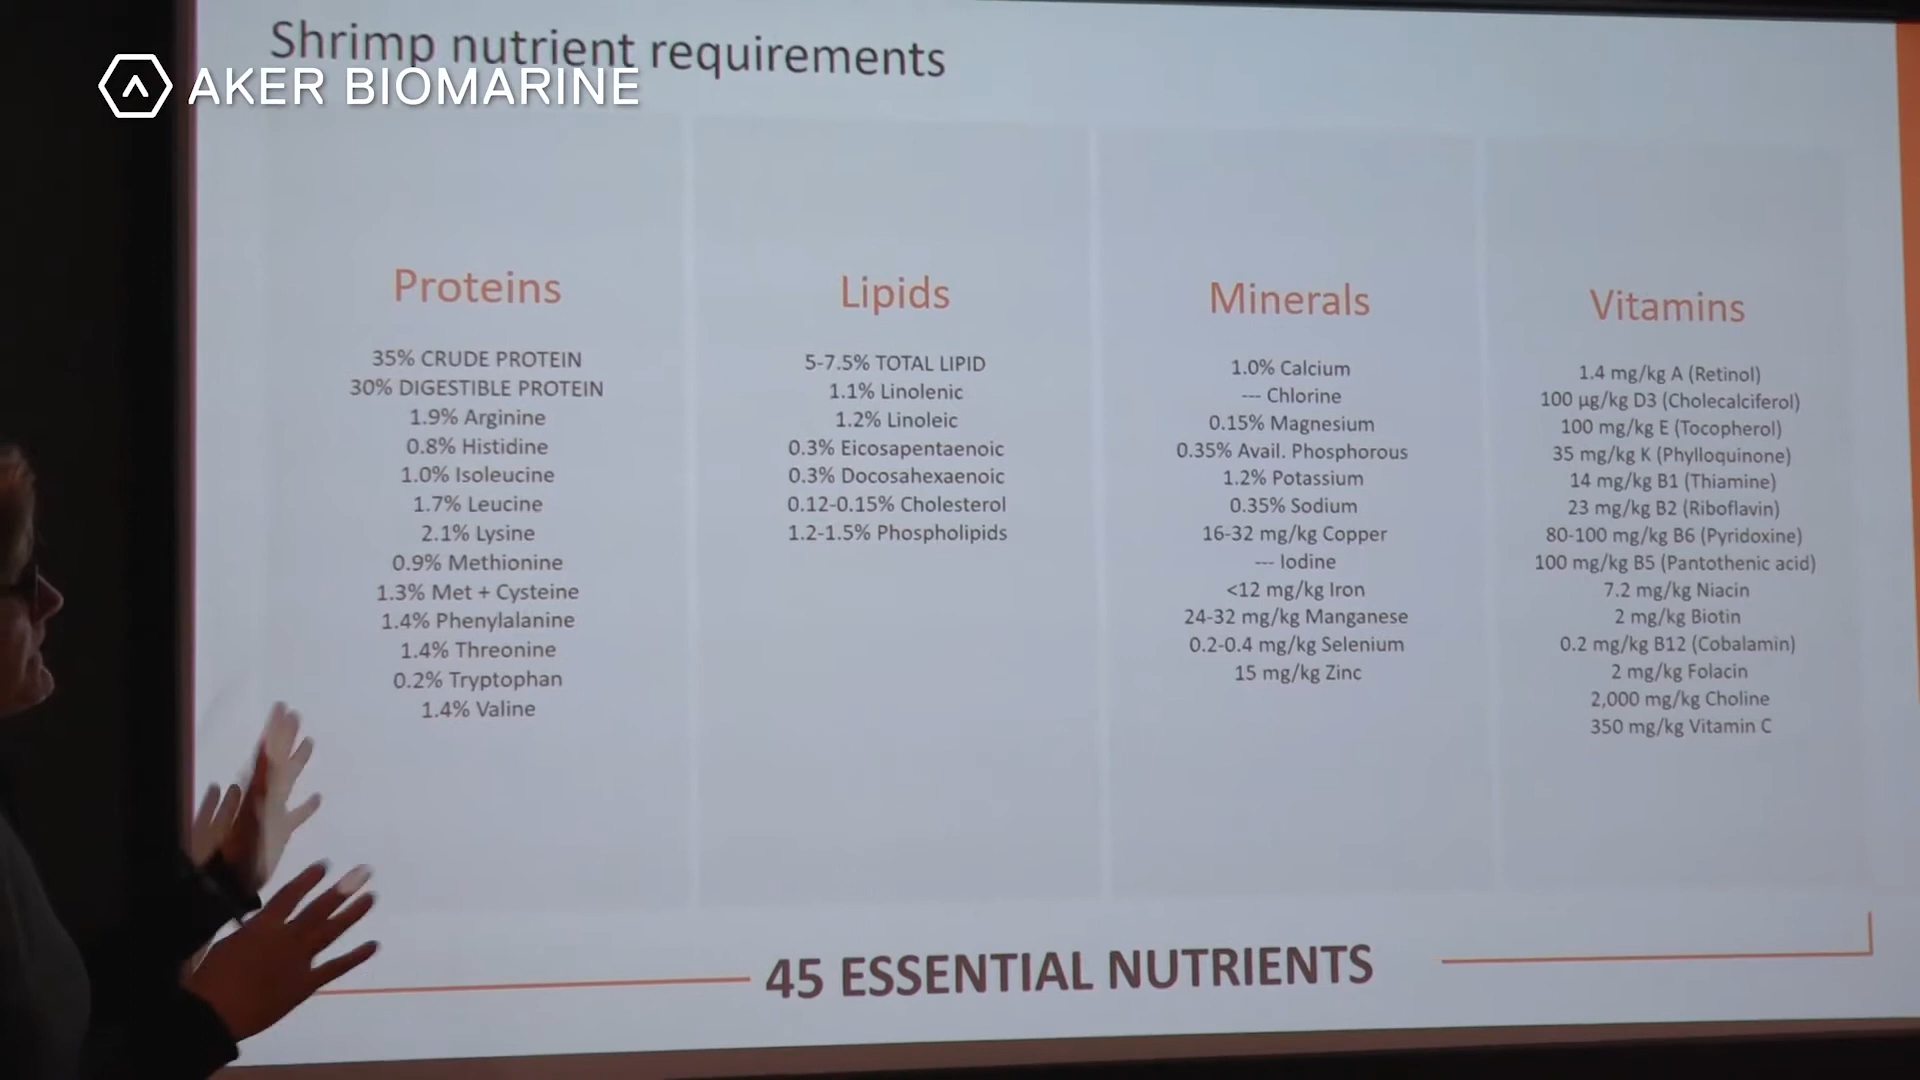 Shrimp nutrient requirements
AKER BIOMARINE
Proteins
35% CRUDE PROTEIN
30% DIGESTIBLE PROTEIN
1.9% Arginine
0.8% Histidine
1.0% Isoleucine
1.7% Leucine
2.1% Lysine
0.9% Methionine
1.3% Met + Cysteine
1.4% Phenylalanine
1.4% Threonine
0.2% Tryptophan
1.4% Valine
Lipids
5-7.5% TOTAL LIPID
1.1% Linolenic
1.2% Linoleic
0.3% Eicosapentaenoic
0.3% Docosahexaenoic
0.12-0.15% Cholesterol
1.2-1.5% Phospholipids
Minerals
1.0% Calcium
--- Chlorine
0.15% Magnesium
0.35% Avail. Phosphorous
1.2% Potassium
0.35% Sodium
16-32 mg/kg Copper
--- Iodine
<12 mg/kg Iron
24-32 mg/kg Manganese
0.2-0.4 mg/kg Selenium
15 mg/kg Zinc
Vitamins
1.4 mg/kg A (Retinol)
100 µg/kg D3 (Cholecalciferol)
100 mg/kg E (Tocopherol)
35 mg/kg K (Phylloquinone)
14 mg/kg B1 (Thiamine)
23 mg/kg B2 (Riboflavin)
80-100 mg/kg B6 (Pyridoxine)
100 mg/kg B5 (Pantothenic acid)
7.2 mg/kg Niacin
2 mg/kg Biotin
0.2 mg/kg B12 (Cobalamin)
2 mg/kg Folacin
2,000 mg/kg Choline
350 mg/kg Vitamin C
45 ESSENTIAL NUTRIENTS